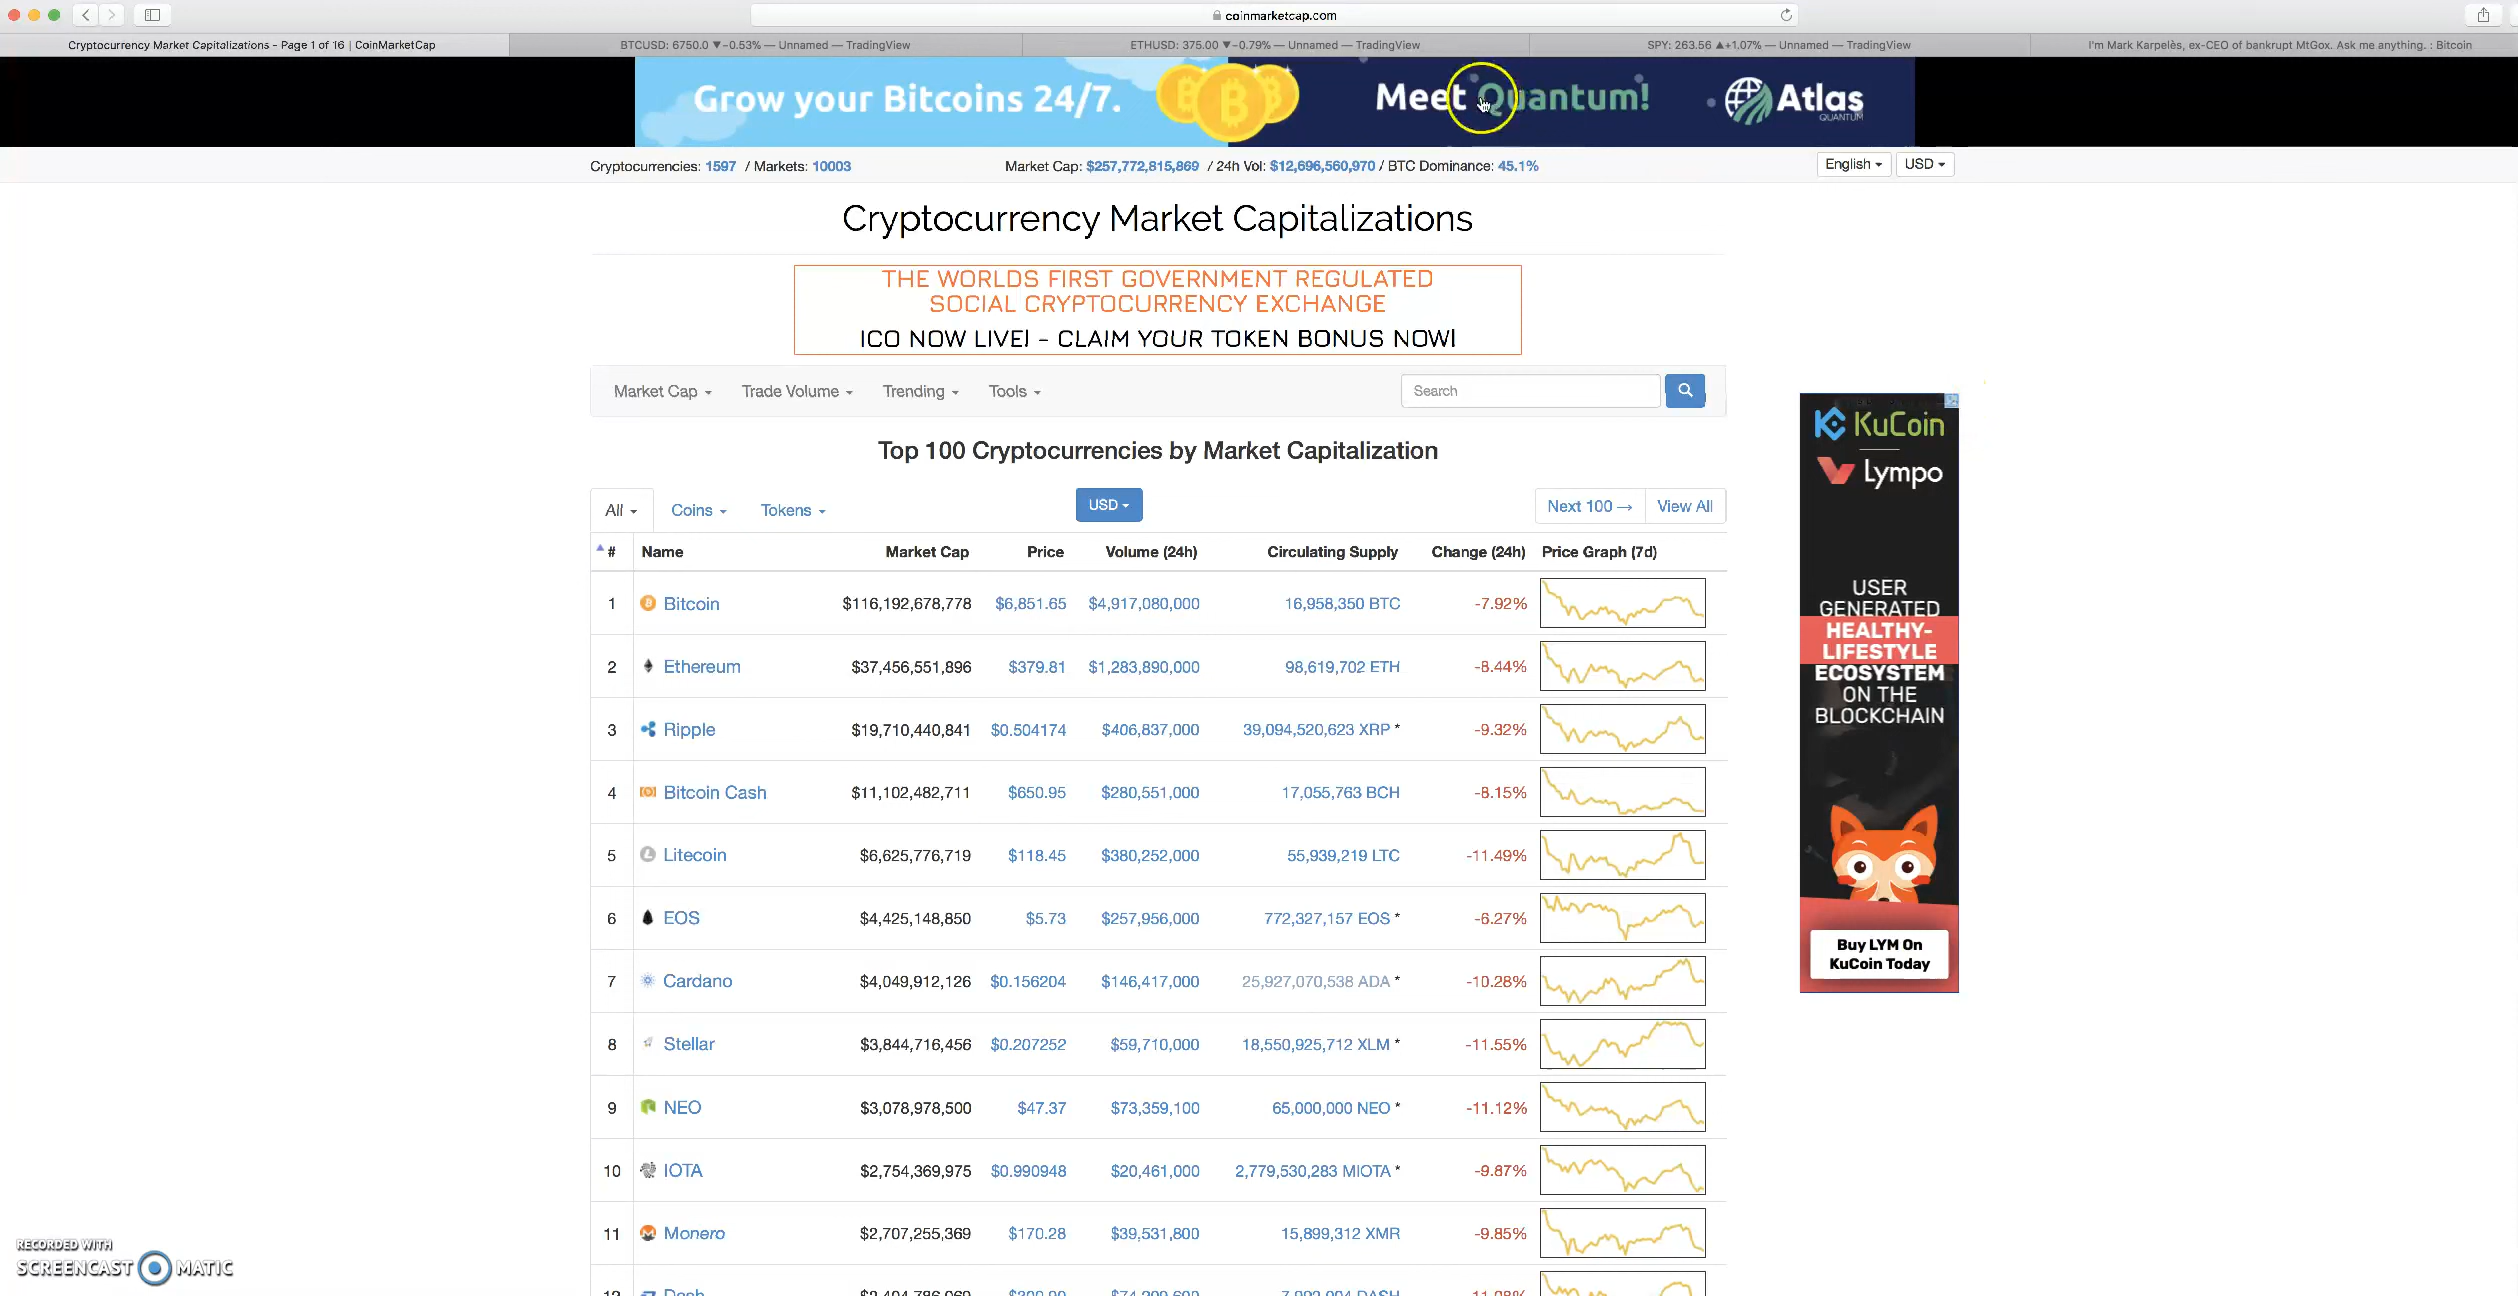 coinmarketcap.com
Cryptocurrency Market Capitalizations - Page 1 of 16 | CoinMarketCap
BTCUSD: 6750.0 ▼−0.53% — Unnamed — TradingView
ETHUSD: 375.00 ▼−0.79% — Unnamed — TradingView
SPY: 263.56 ▲+1.07% — Unnamed — TradingView
I'm Mark Karpelès, ex-CEO of bankrupt MtGox. Ask me anything. : Bitcoin
Grow your Bitcoins 24/7.
Meet Quantum!
Atlas
QUANTUM
Cryptocurrencies: 1597 / Markets: 10003
Market Cap: $257,772,815,869 / 24h Vol: $12,696,560,970 / BTC Dominance: 45.1%
English
USD
Cryptocurrency Market Capitalizations
THE WORLDS FIRST GOVERNMENT REGULATED
SOCIAL CRYPTOCURRENCY EXCHANGE
ICO NOW LIVE! - CLAIM YOUR TOKEN BONUS NOW!
Market Cap Trade Volume Trending Tools
Search
Top 100 Cryptocurrencies by Market Capitalization
All Coins Tokens
USD
Next 100 → View All
# Name Market Cap Price Volume (24h) Circulating Supply Change (24h) Price Graph (7d)
1 Bitcoin $116,192,678,778 $6,851.65 $4,917,080,000 16,958,350 BTC -7.92%
2 Ethereum $37,456,551,896 $379.81 $1,283,890,000 98,619,702 ETH -8.44%
3 Ripple $19,710,440,841 $0.504174 $406,837,000 39,094,520,623 XRP * -9.32%
4 Bitcoin Cash $11,102,482,711 $650.95 $280,551,000 17,055,763 BCH -8.15%
5 Litecoin $6,625,776,719 $118.45 $380,252,000 55,939,219 LTC -11.49%
6 EOS $4,425,148,850 $5.73 $257,956,000 772,327,157 EOS * -6.27%
7 Cardano $4,049,912,126 $0.156204 $146,417,000 25,927,070,538 ADA * -10.28%
8 Stellar $3,844,716,456 $0.207252 $59,710,000 18,550,925,712 XLM * -11.55%
9 NEO $3,078,978,500 $47.37 $73,359,100 65,000,000 NEO * -11.12%
10 IOTA $2,754,369,975 $0.990948 $20,461,000 2,779,530,283 MIOTA * -9.87%
11 Monero $2,707,255,369 $170.28 $39,531,800 15,899,312 XMR -9.85%
12 Dash
KuCoin
Lympo
USER
GENERATED
HEALTHY-
LIFESTYLE
ECOSYSTEM
ON THE
BLOCKCHAIN
Buy LYM On
KuCoin Today
RECORDED WITH
SCREENCAST MATIC